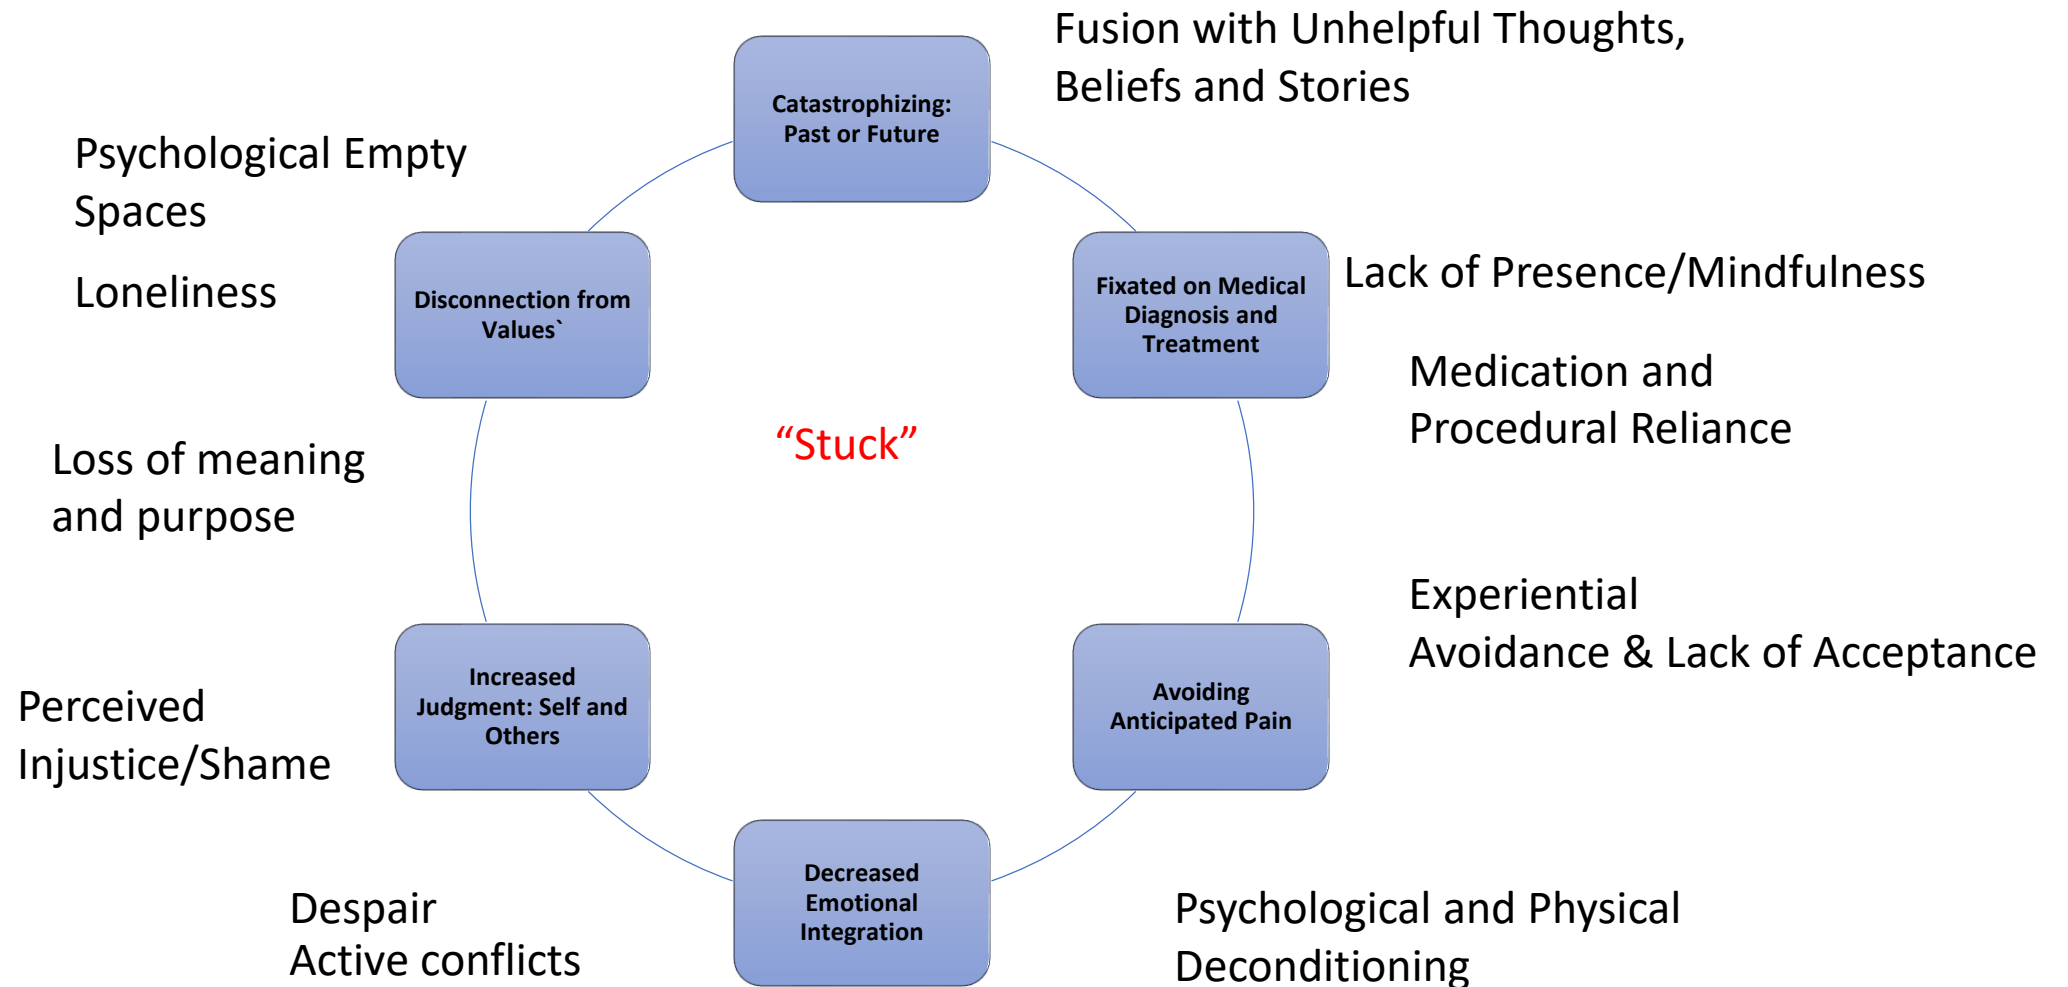 Fusion with Unhelpful Thoughts,
Beliefs and Stories
Catastrophizing:
Past or Future
Psychological Empty
Spaces
Loneliness
Disconnection from
Values`
Fixated on Medical
Diagnosis and
Treatment
Lack of Presence/Mindfulness
Medication and
Procedural Reliance
“Stuck”
Loss of meaning
and purpose
Experiential
Avoidance & Lack of Acceptance
Increased
Judgment: Self and
Others
Avoiding
Anticipated Pain
Perceived
Injustice/Shame
Decreased
Emotional
Integration
Despair
Active conflicts
Psychological and Physical
Deconditioning